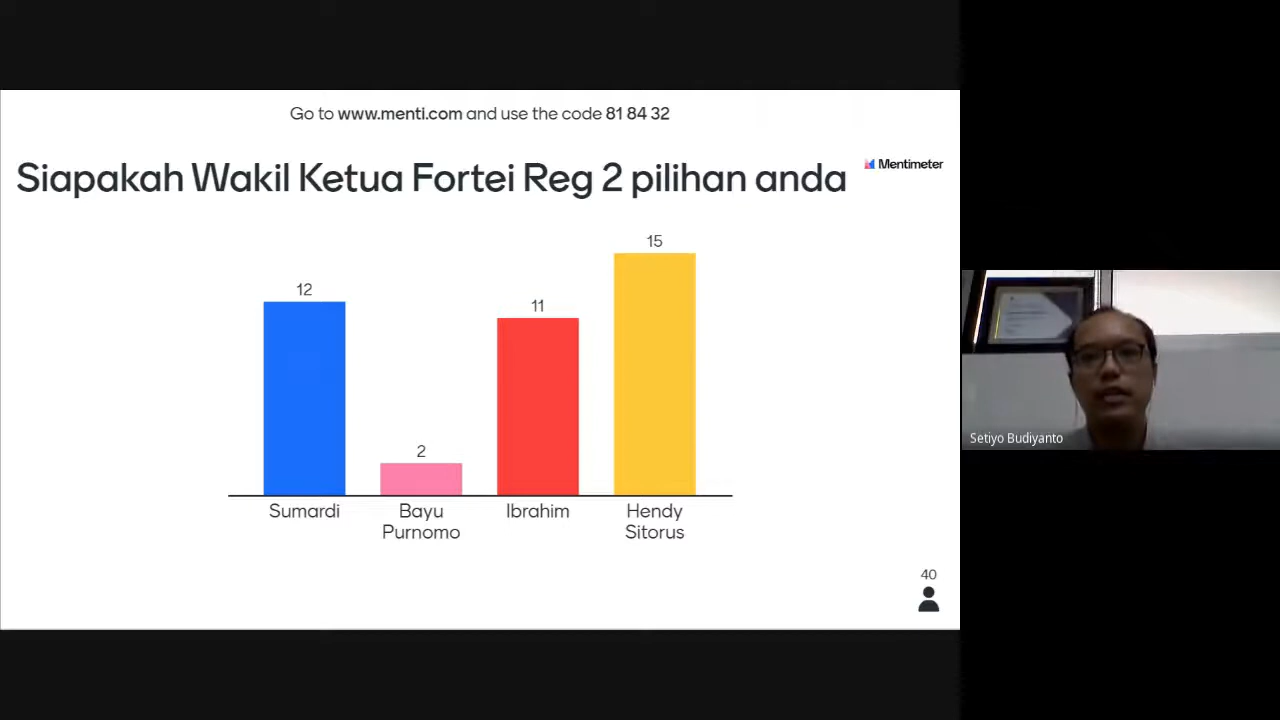 Go to www.menti.com and use the code 81 84 32
Siapakah Wakil Ketua Fortei Reg 2 pilihan anda
Mentimeter
12
2
11
15
Sumardi
Bayu
Purnomo
Ibrahim
Hendy
Sitorus
40
Setiyo Budiyanto